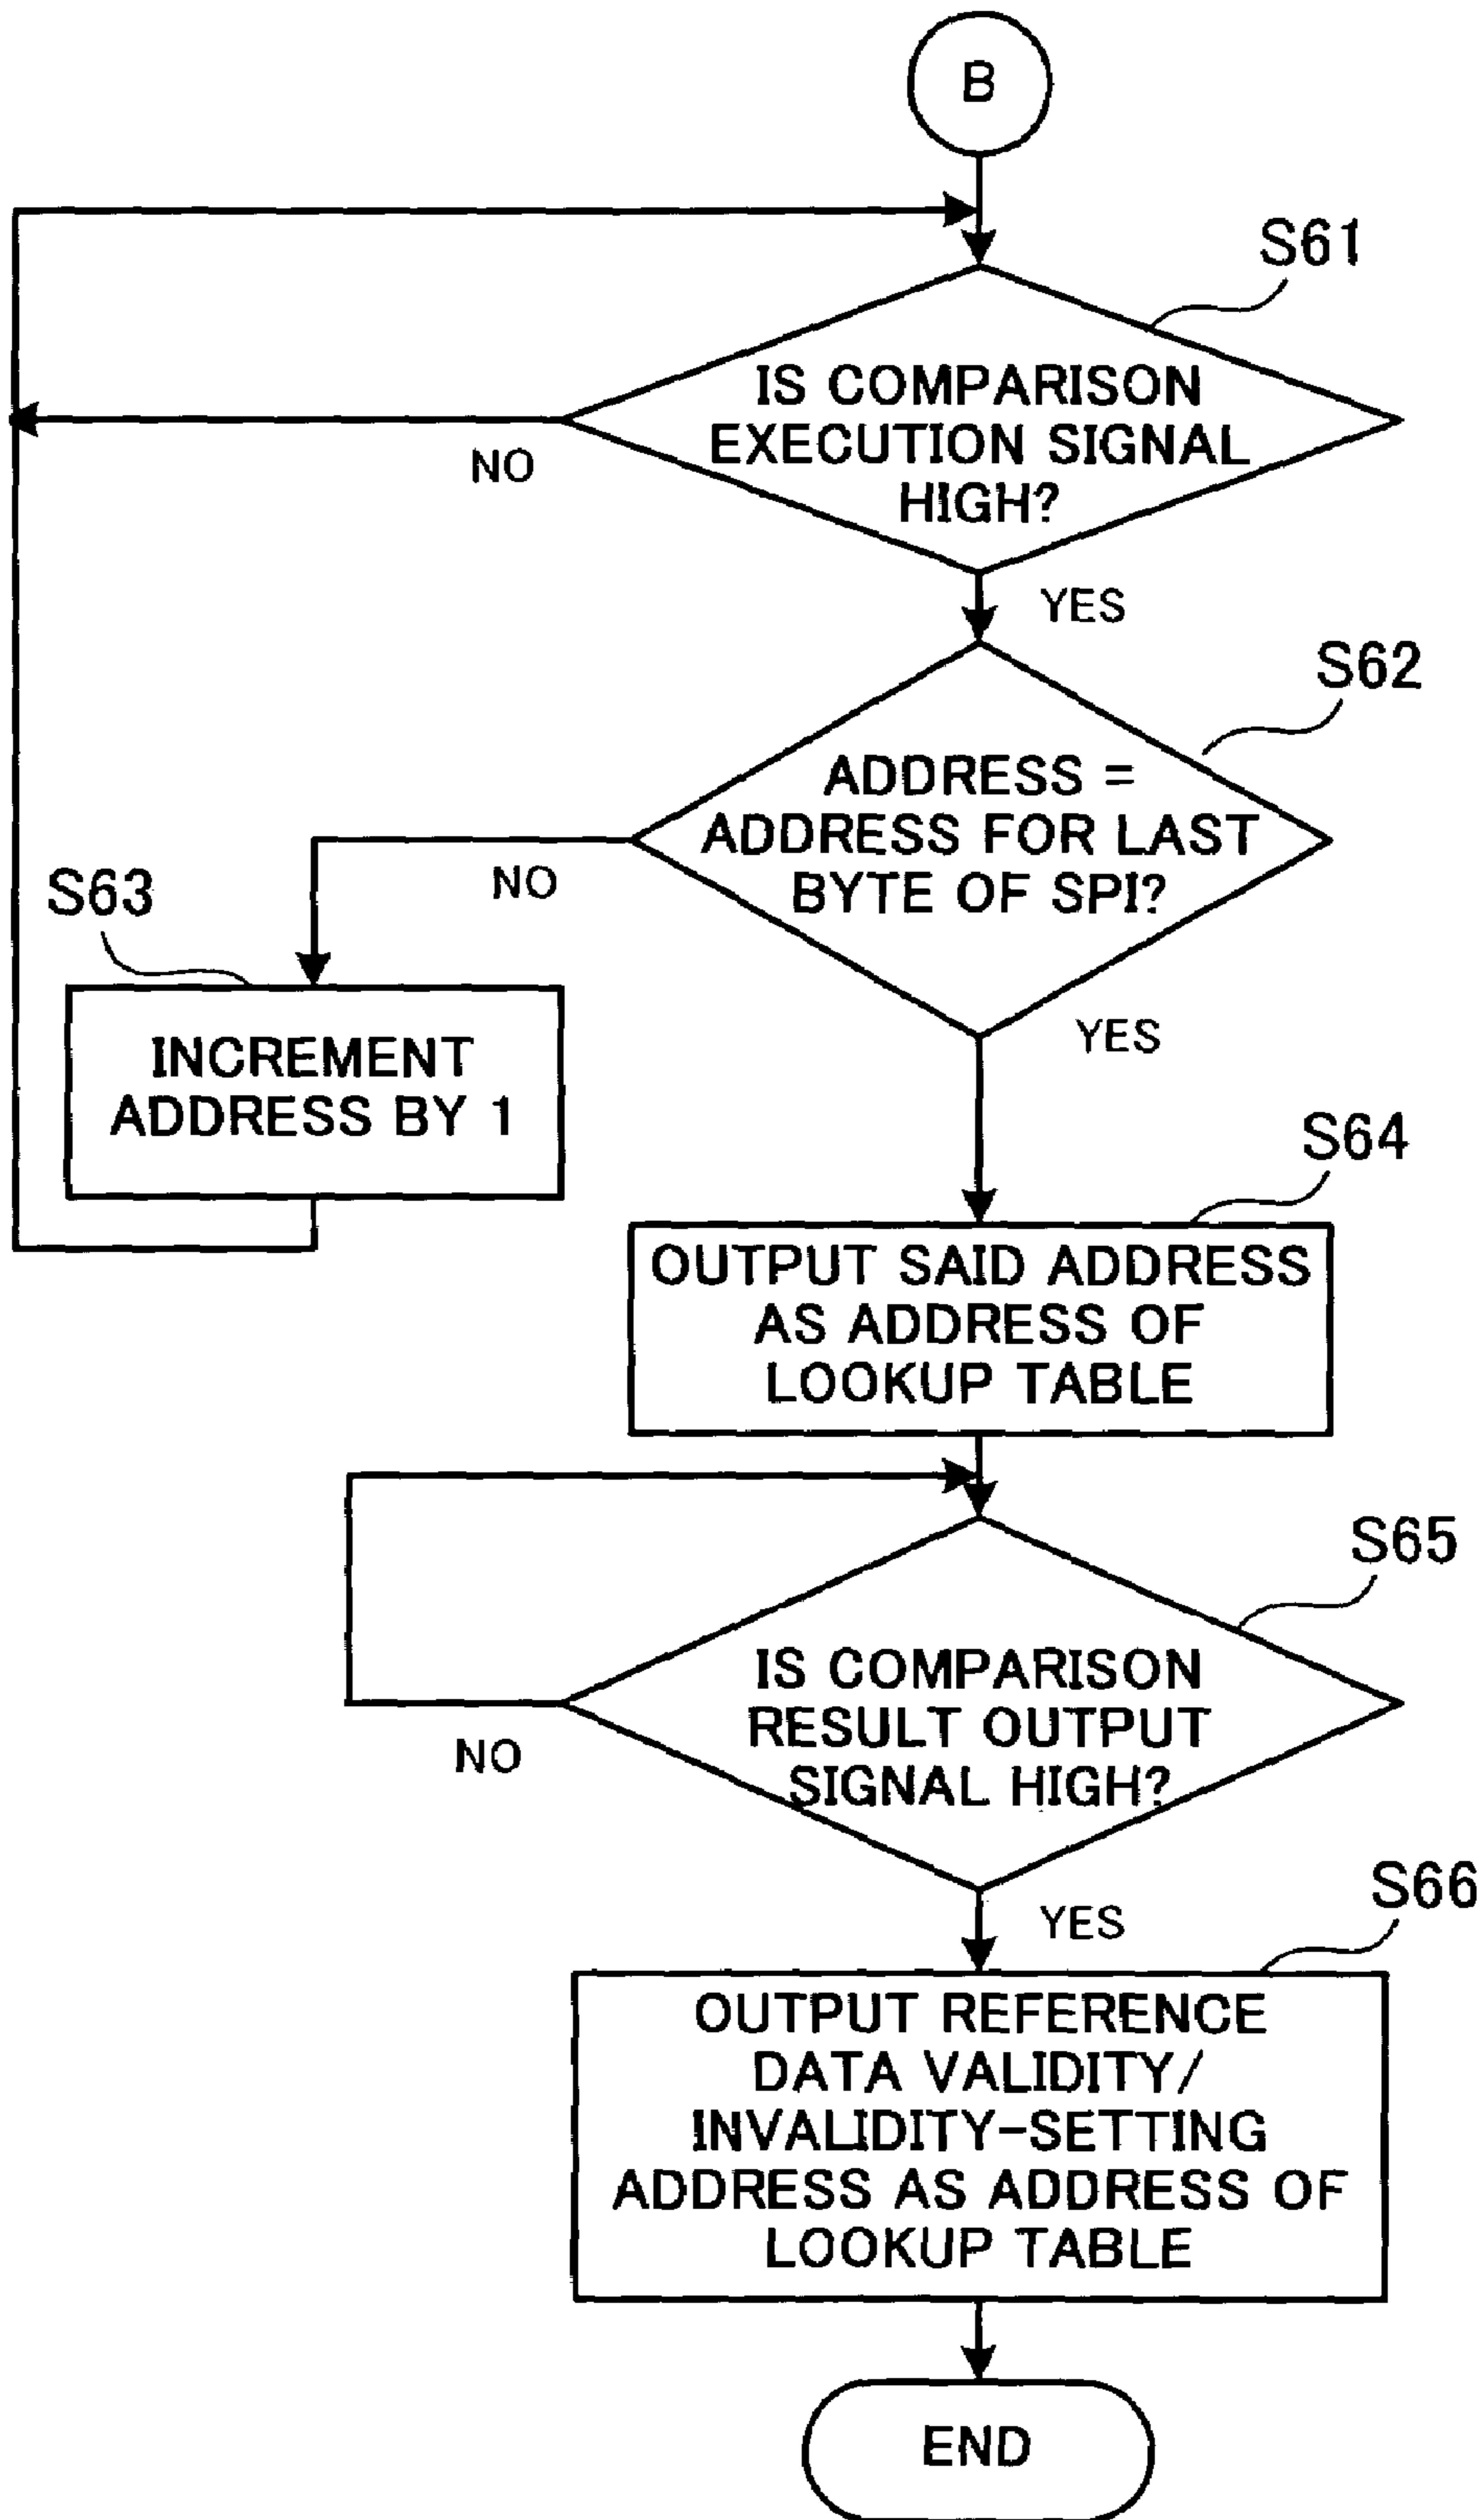 B
S61
IS COMPARISON
EXECUTION SIGNAL
HIGH?
NO
YES
S62
ADDRESS =
ADDRESS FOR LAST
BYTE OF SPI?
NO
S63
YES
INCREMENT
ADDRESS BY 1
S64
OUTPUT SAID ADDRESS
AS ADDRESS OF
LOOKUP TABLE
S65
IS COMPARISON
RESULT OUTPUT
SIGNAL HIGH?
NO
S66
YES
OUTPUT REFERENCE
DATA VALIDITY/
INVALIDITY-SETTING
ADDRESS AS ADDRESS OF
LOOKUP TABLE
END